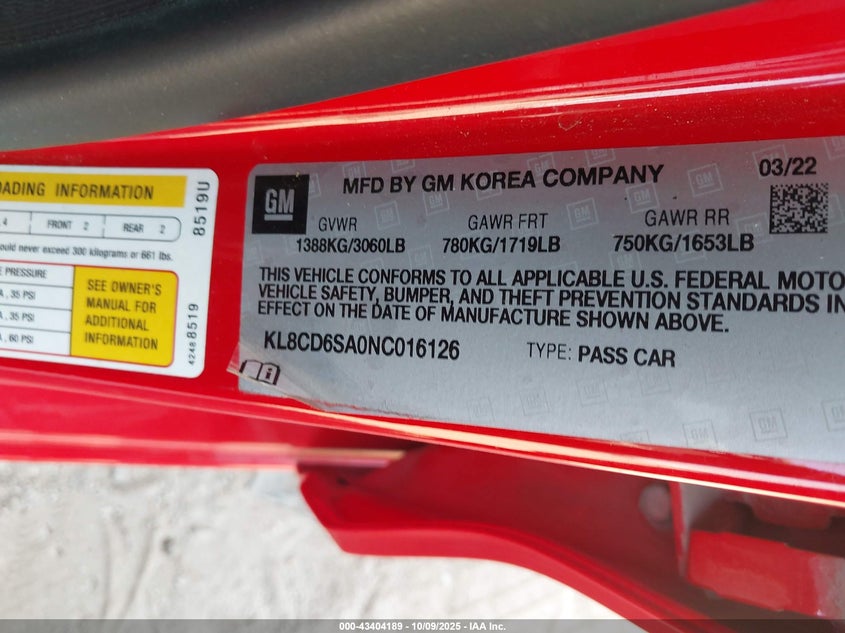 OADING INFORMATION
4 FRONT 2 REAR 2
ould never exceed 300 kilograms or 661 lbs.
E PRESSURE
A , 35 PSI
A , 35 PSI
A , 60 PSI
SEE OWNER'S
MANUAL FOR
ADDITIONAL
INFORMATION
8519U
42488519
GM
MFD BY GM KOREA COMPANY
03/22
GVWR GAWR FRT GAWR RR
1388KG/3060LB 780KG/1719LB 750KG/1653LB
THIS VEHICLE CONFORMS TO ALL APPLICABLE U.S. FEDERAL MOTO
VEHICLE SAFETY, BUMPER, AND THEFT PREVENTION STANDARDS IN
EFFECT ON THE DATE OF MANUFACTURE SHOWN ABOVE.
KL8CD6SA0NC016126 TYPE: PASS CAR
000-43404189 - 10/09/2025 - IAA Inc.